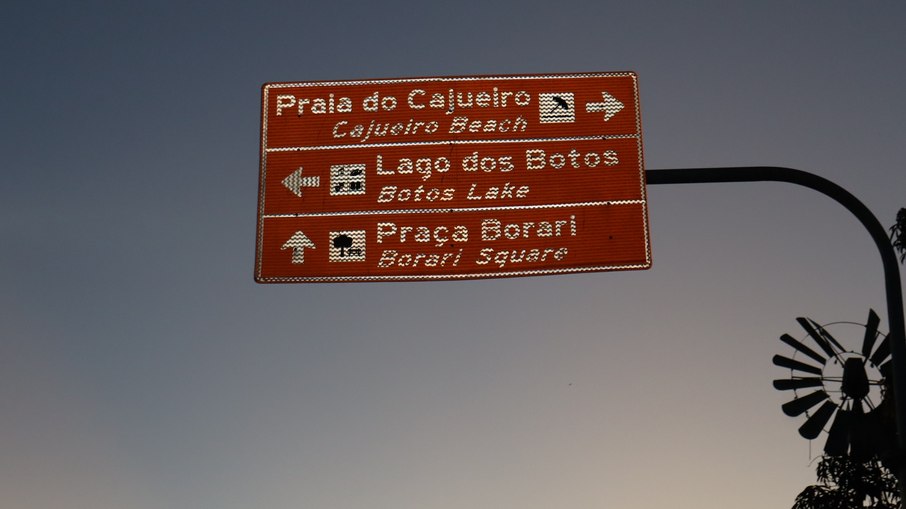 Praia do Cajueiro
Cajueiro Beach
Lago dos Botos
Botos Lake
Praça Borari
Borari Square